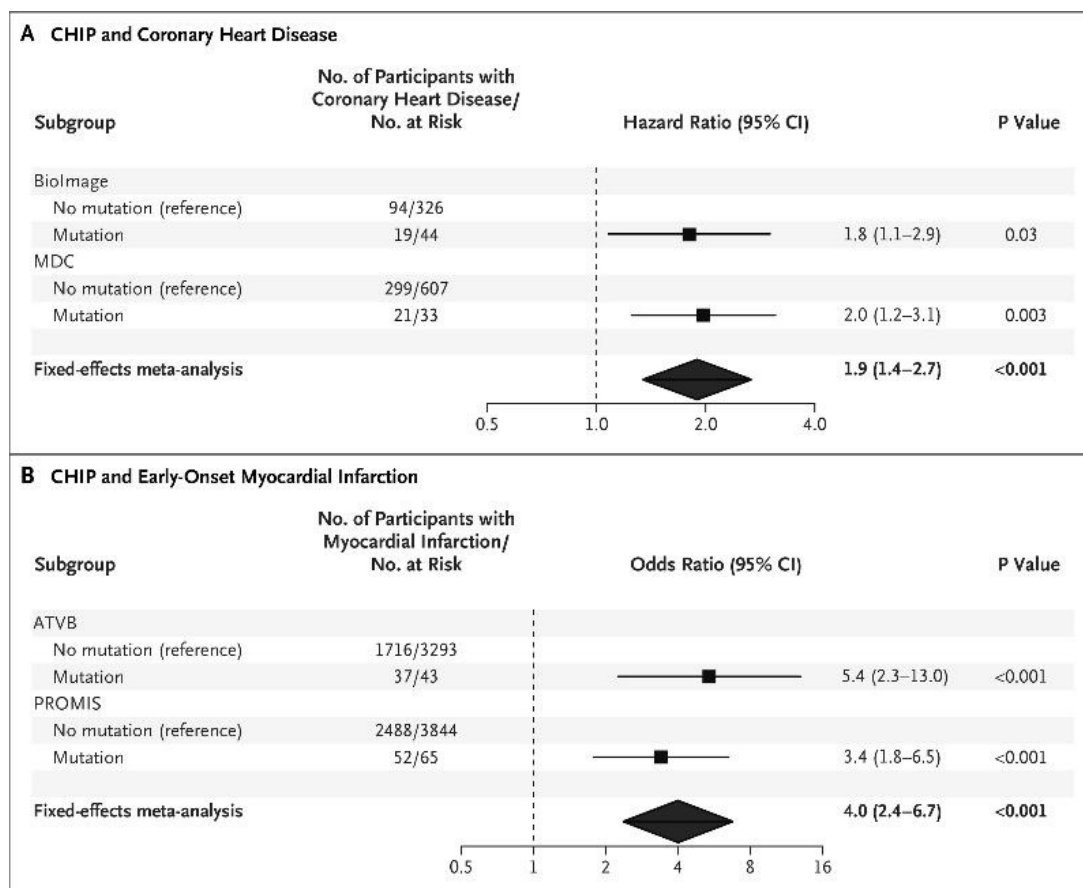 A CHIP and Coronary Heart Disease
No. of Participants with
Coronary Heart Disease/
Subgroup No. at Risk Hazard Ratio (95% CI) P Value
BioImage
No mutation (reference) 94/326
Mutation 19/44 1.8 (1.1–2.9) 0.03
MDC
No mutation (reference) 299/607
Mutation 21/33 2.0 (1.2–3.1) 0.003
Fixed-effects meta-analysis 1.9 (1.4–2.7) <0.001
0.5 1.0 2.0 4.0
B CHIP and Early-Onset Myocardial Infarction
No. of Participants with
Myocardial Infarction/
Subgroup No. at Risk Odds Ratio (95% CI) P Value
ATVB
No mutation (reference) 1716/3293
Mutation 37/43 5.4 (2.3–13.0) <0.001
PROMIS
No mutation (reference) 2488/3844
Mutation 52/65 3.4 (1.8–6.5) <0.001
Fixed-effects meta-analysis 4.0 (2.4–6.7) <0.001
0.5 1 2 4 8 16